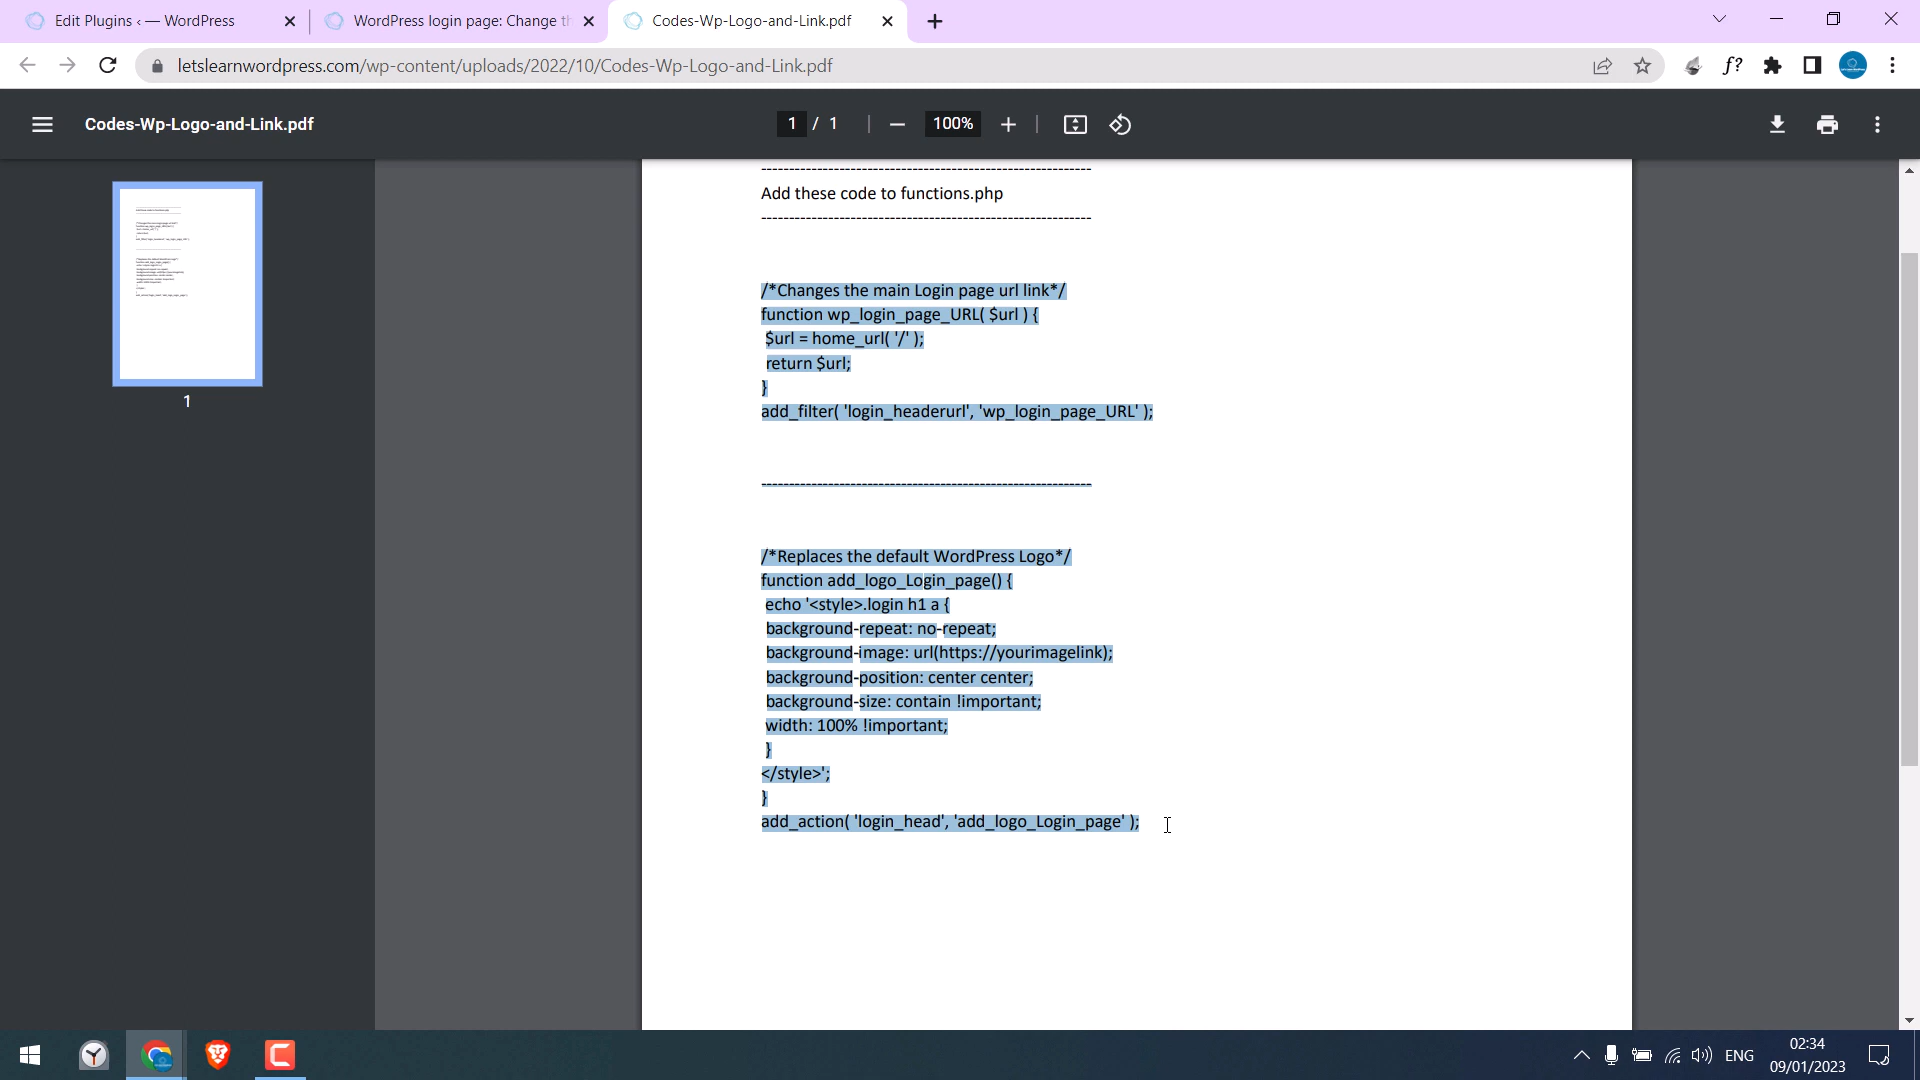 Edit Plugins ‹ — WordPress
WordPress login page: Change th
Codes-Wp-Logo-and-Link.pdf
letslearnwordpress.com/wp-content/uploads/2022/10/Codes-Wp-Logo-and-Link.pdf
f?
Codes-Wp-Logo-and-Link.pdf
1 / 1
100%
1
------------------------------------------------------------
Add these code to functions.php
------------------------------------------------------------
/*Changes the main Login page url link*/
function wp_login_page_URL( $url ) {
$url = home_url( '/' );
return $url;
}
add_filter( 'login_headerurl', 'wp_login_page_URL' );
------------------------------------------------------------
/*Replaces the default WordPress Logo*/
function add_logo_Login_page() {
echo '<style>.login h1 a {
background-repeat: no-repeat;
background-image: url(https://yourimagelink);
background-position: center center;
background-size: contain !important;
width: 100% !important;
}
</style>';
}
add_action( 'login_head', 'add_logo_Login_page' );
ENG
02:34
09/01/2023